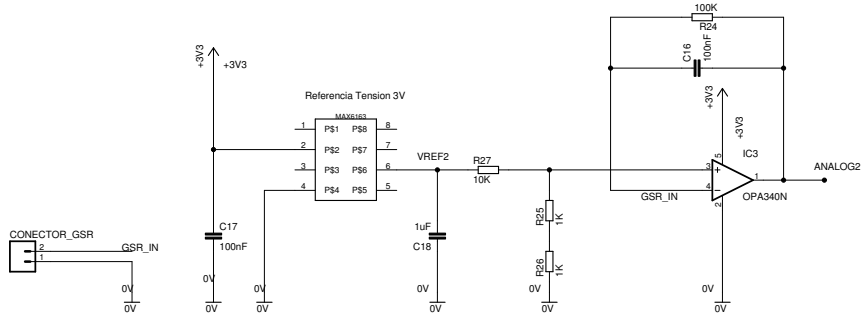 100K
R24
C16
100nF
+3V3
+3V3
Referencia Tension 3V
MAX6163
1 P$1 P$8 8
2 P$2 P$7 7
3 P$3 P$6 6
4 P$4 P$5 5
VREF2
R27
10K
+3V3
+3V3
IC3
5
3
+
4
-
1
2
ANALOG2
OPA340N
GSR_IN
R25
1K
R26
1K
C17
100nF
1uF
C18
CONECTOR_GSR
2
1
GSR_IN
0V
0V
0V
0V
0V
0V
0V
0V
0V
0V
0V